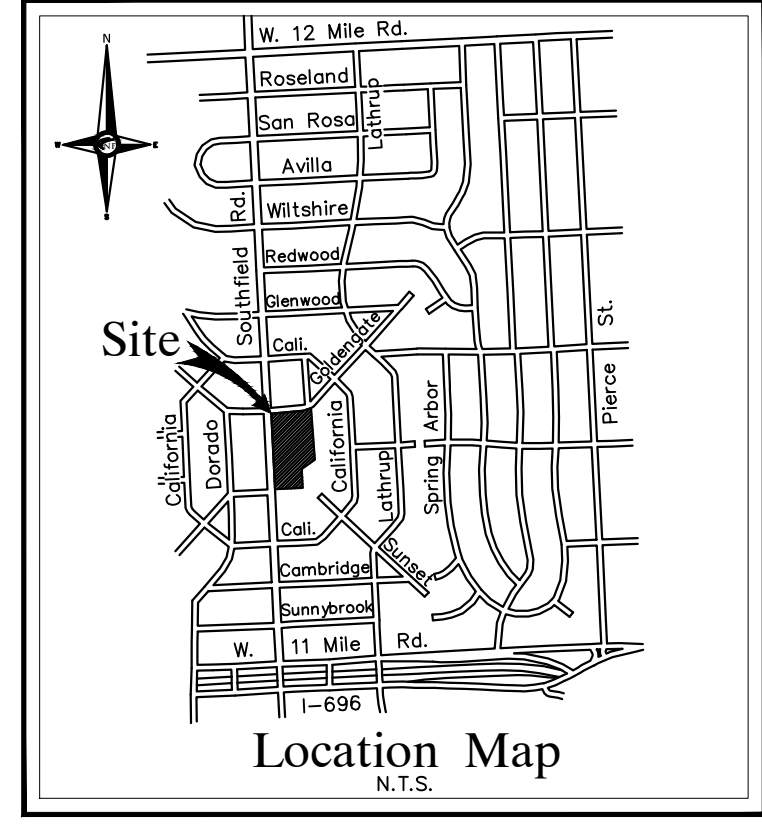 N
W. 12 Mile Rd.
Roseland
Lathrup
San Rosa
W
E
Avilla
S
Rd.
Wiltshire
Southfield
Redwood
Glenwood
St.
Site
Cali.
Goldengate
Pierce
California
Dorado
California
Lathrup
Spring Arbor
Cali.
Sunset
Cambridge
Sunnybrook
W. 11 Mile Rd.
I-696
Location Map
N.T.S.